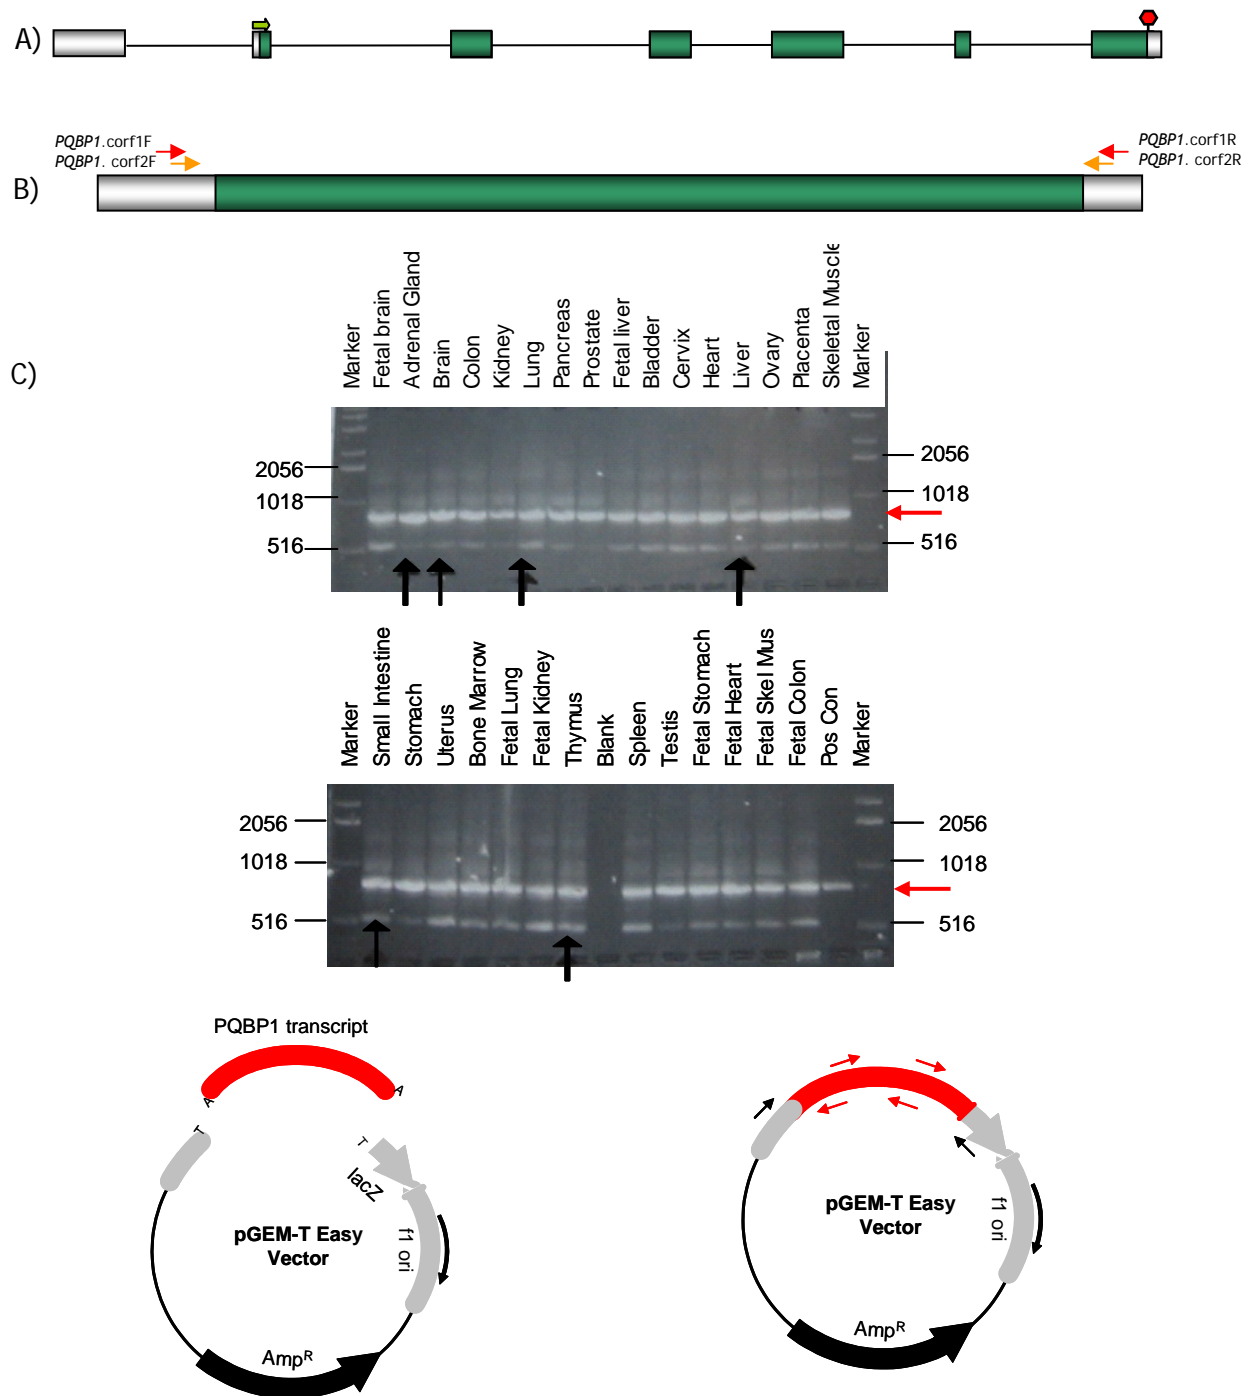 A)
PQBP1.corf1F
PQBP1. corf2F
PQBP1.corf1R
PQBP1. corf2R
B)
C)
Marker
Fetal brain
Adrenal Gland
Brain
Colon
Kidney
Lung
Pancreas
Prostate
Fetal liver
Bladder
Cervix
Heart
Liver
Ovary
Placenta
Skeletal Muscle
Marker
2056
1018
516
2056
1018
516
Marker
Small Intestine
Stomach
Uterus
Bone Marrow
Fetal Lung
Fetal Kidney
Thymus
Blank
Spleen
Testis
Fetal Stomach
Fetal Heart
Fetal Skel Mus
Fetal Colon
Pos Con
Marker
2056
1018
516
2056
1018
516
PQBP1 transcript
A
A
T
T
lacZ
f1 ori
pGEM-T Easy
Vector
AmpR
f1 ori
pGEM-T Easy
Vector
AmpR